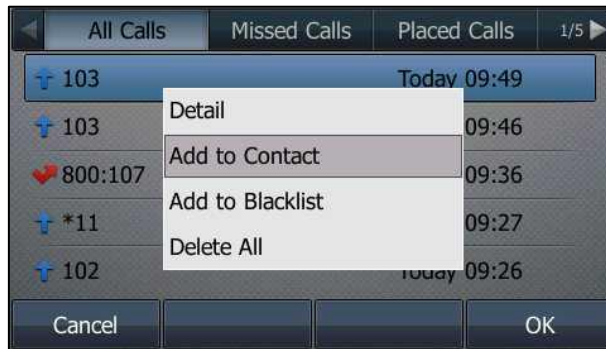 All Calls Missed Calls Placed Calls 1/5
103 Today 09:49
Detail
103 09:46
Add to Contact
800:107 09:36
Add to Blacklist
*11 09:27
Delete All
102 Today 09:26
Cancel OK